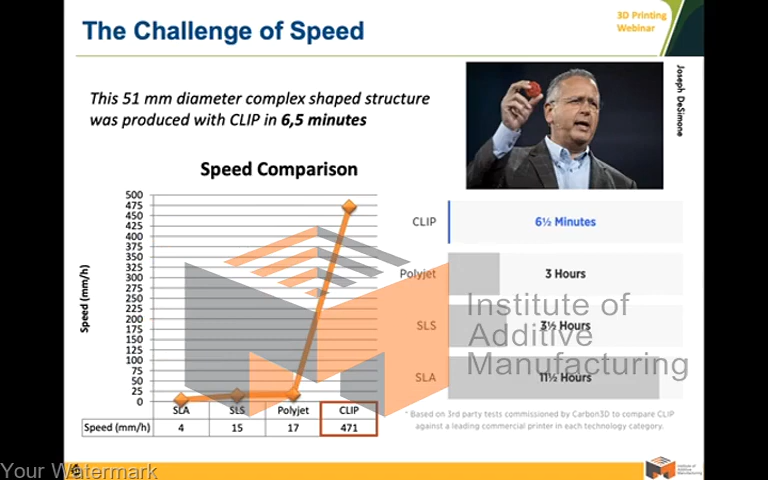 The Challenge of Speed
3D Printing
Webinar
This 51 mm diameter complex shaped structure
was produced with CLIP in 6,5 minutes
Joseph DeSimone
Speed Comparison
Speed (mm/h)
500
475
450
425
400
375
350
325
300
275
250
225
200
175
150
125
100
75
50
25
0
SLA SLS Polyjet CLIP
Speed (mm/h) 4 15 17 471
CLIP 6½ Minutes
Polyjet 3 Hours
SLS 3½ Hours
SLA 11½ Hours
* Based on 3rd party tests commissioned by Carbon3D to compare CLIP
against a leading commercial printer in each technology category.
Institute of
Additive
Manufacturing
Your Watermark
Institute of
Additive
Manufacturing